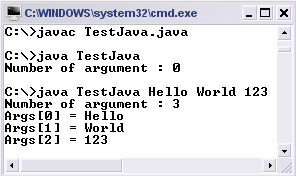 C:\WINDOWS\system32\cmd.exe
C:\>javac TestJava.java
C:\>java TestJava
Number of argument : 0
C:\>java TestJava Hello World 123
Number of argument : 3
Args[0] = Hello
Args[1] = World
Args[2] = 123